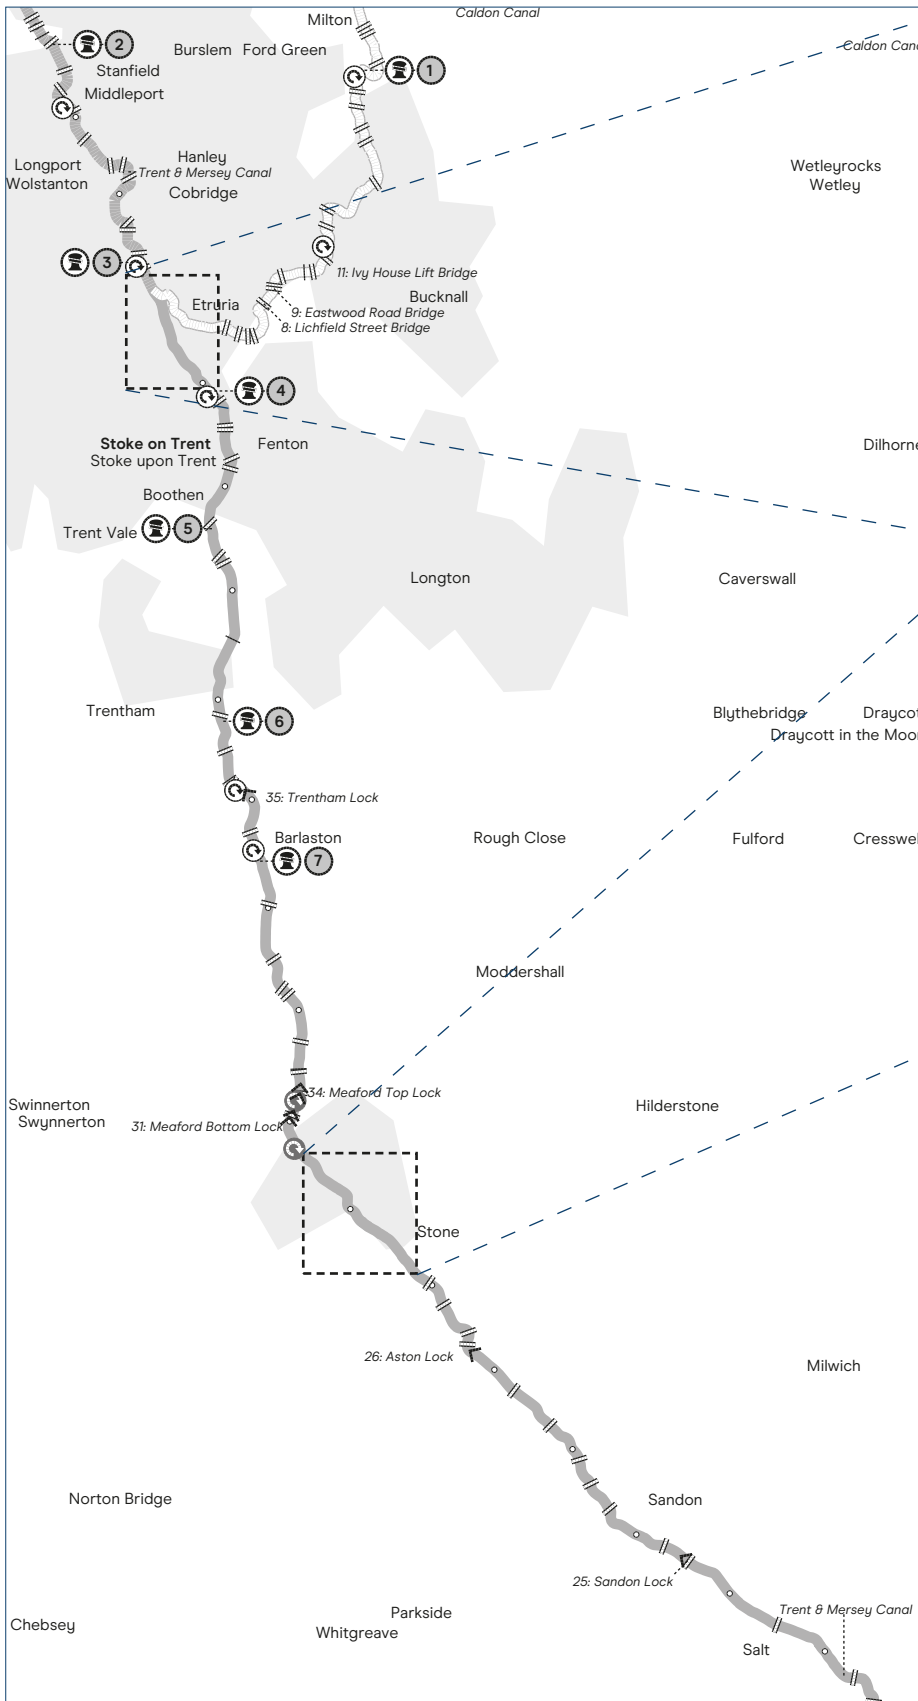 Caldon Canal
Milton
2
Burslem
Ford Green
Caldon Cana
Stanfield
1
Middleport
Hanley
Longport
Trent & Mersey Canal
Wolstanton
Cobridge
Wetleyrocks
Wetley
3
11: Ivy House Lift Bridge
Etruria
Bucknall
9: Eastwood Road Bridge
8: Lichfield Street Bridge
4
Stoke on Trent
Fenton
Dilhorne
Stoke upon Trent
Boothen
Trent Vale
5
Longton
Caverswall
Trentham
6
Blythebridge
Draycot
Draycott in the Moor
35: Trentham Lock
Barlaston
Rough Close
Fulford
Cresswel
7
Moddershall
34: Meaford Top Lock
Swinnerton
Hilderstone
Swynnerton
31: Meaford Bottom Lock
Stone
26: Aston Lock
Milwich
Norton Bridge
Sandon
25: Sandon Lock
Trent & Mersey Canal
Parkside
Chebsey
Whitgreave
Salt